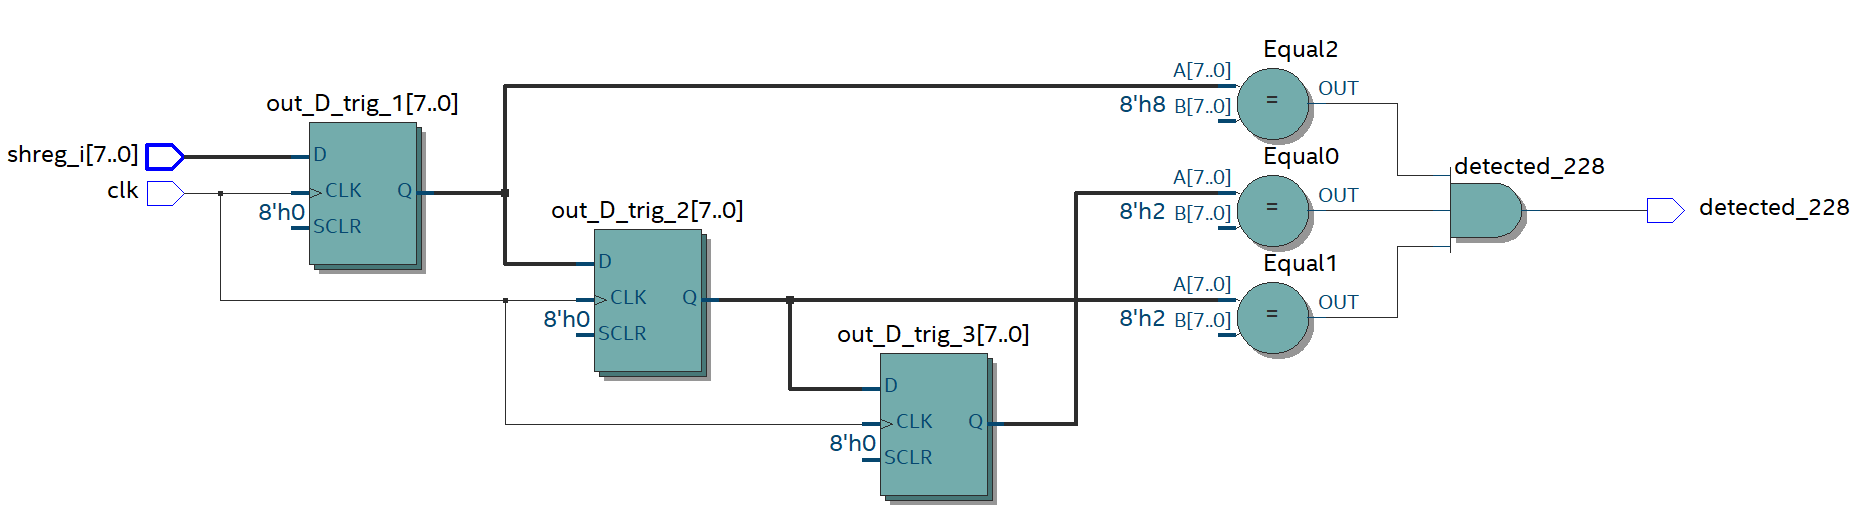 Equal2
A[7..0]
OUT
8'h8 B[7..0]
=
out_D_trig_1[7..0]
shreg_i[7..0]
D
clk
CLK
Q
8'h0
SCLR
Equal0
A[7..0]
OUT
8'h2 B[7..0]
=
detected_228
detected_228
out_D_trig_2[7..0]
D
CLK
Q
8'h0
SCLR
Equal1
A[7..0]
OUT
8'h2 B[7..0]
=
out_D_trig_3[7..0]
D
CLK
Q
8'h0
SCLR